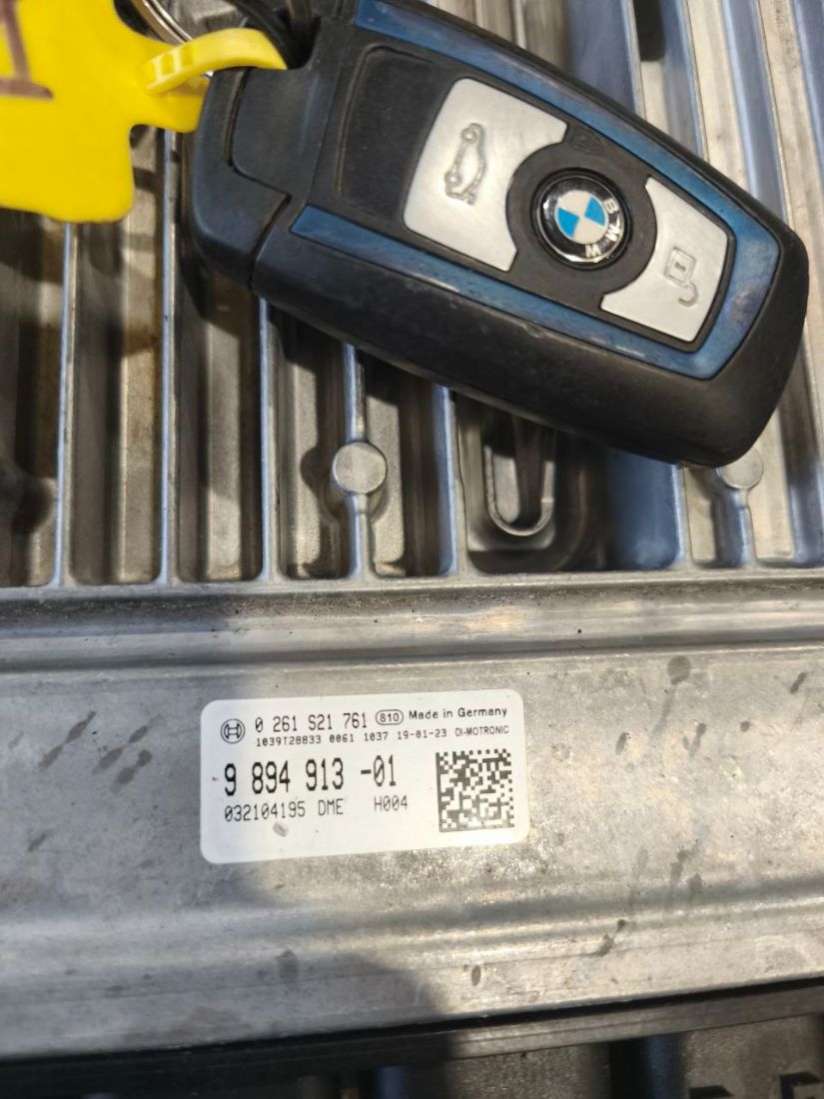 BMW
0 261 S21 761 810 Made in Germany
1039T28833 0061 1037 19-01-23 DI-MOTRONIC
9 894 913 -01
032104195 DME H004